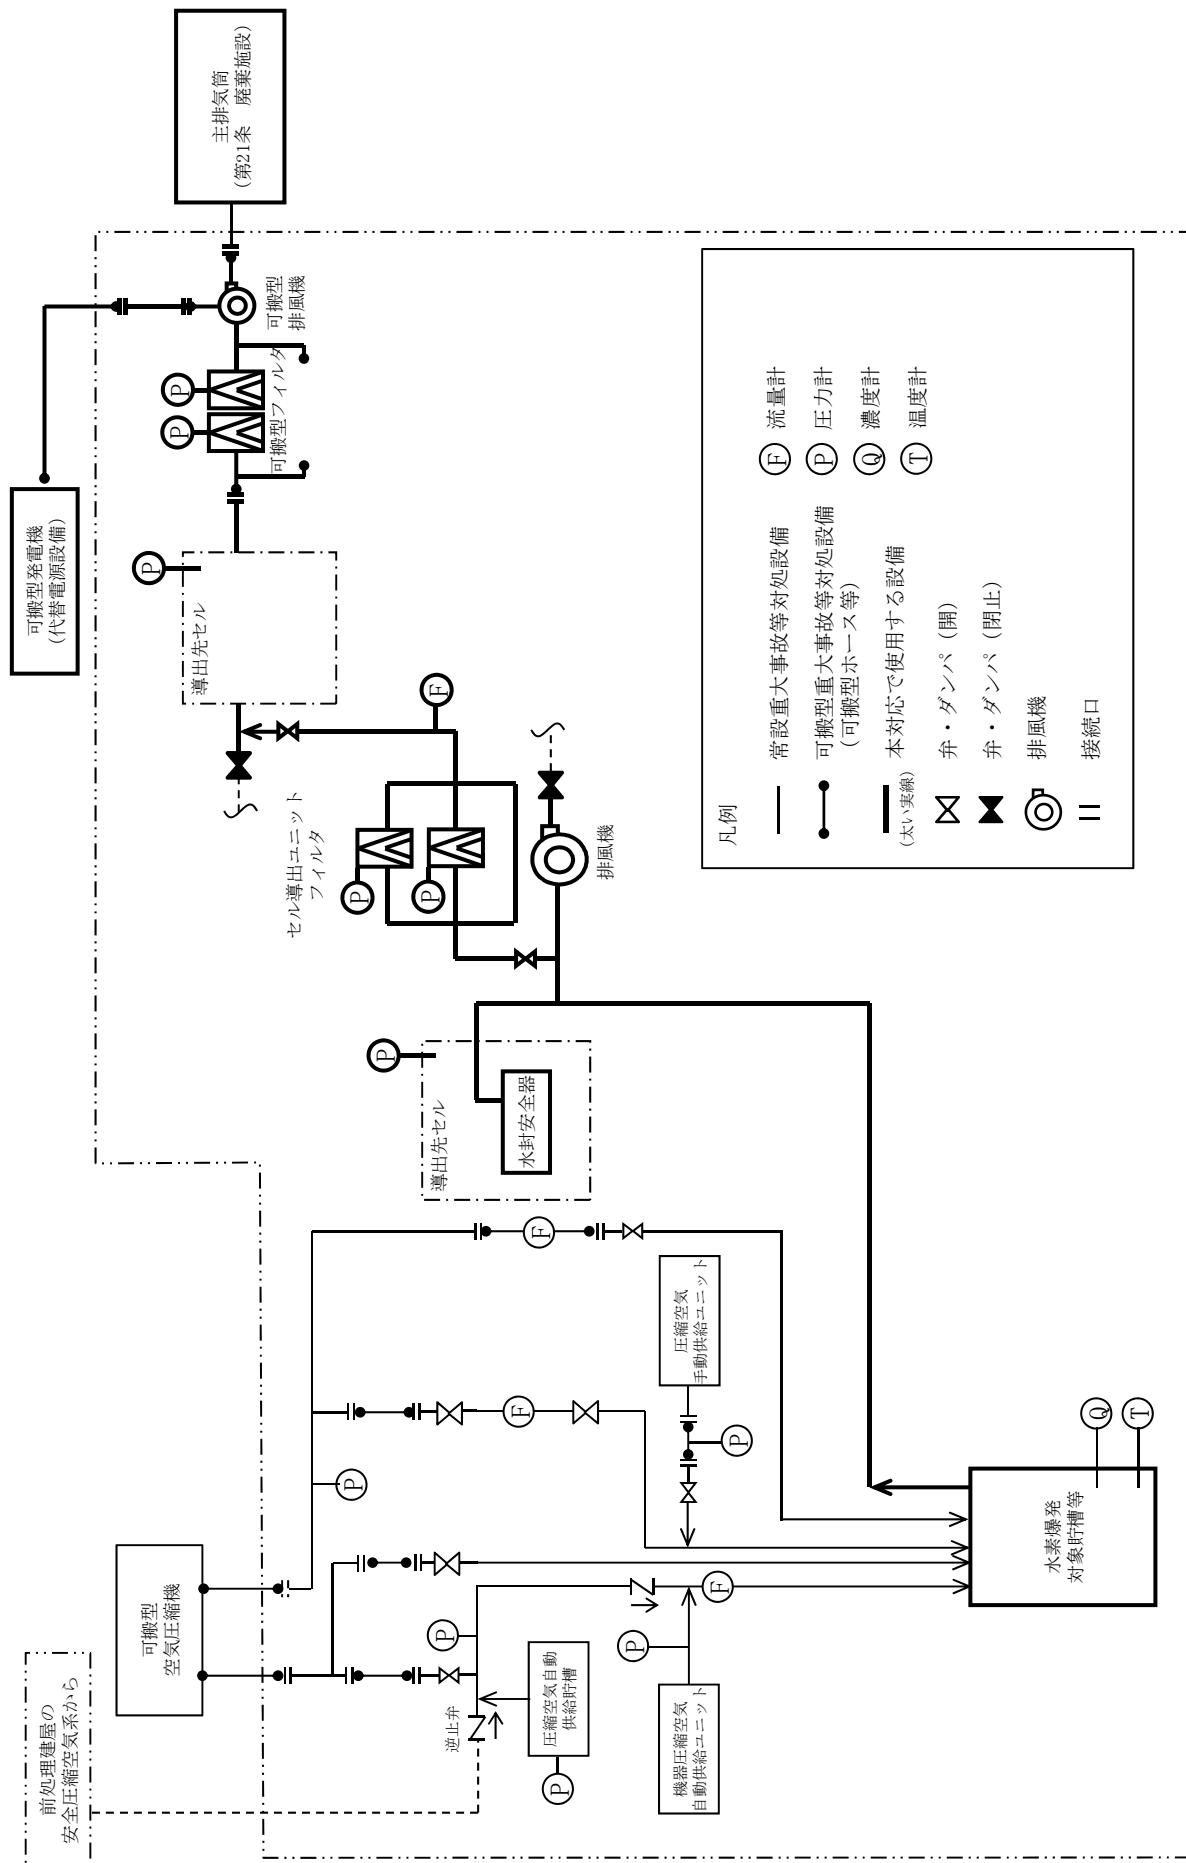 主排気筒
（第21条　廃棄施設）
可搬型発電機
（代替電源設備）
可搬型
排風機
P
P
可搬型フィルタ
P
導出先セル
F
セル導出ユニット
フィルタ
P
P
排風機
P
導出先セル
水封安全器
凡例
常設重大事故等対処設備
可搬型重大事故等対処設備
（可搬型ホース等）
本対応で使用する設備
（太い実線）
弁・ダンパ（開）
弁・ダンパ（閉止）
排風機
接続口
F
流量計
P
圧力計
Q
濃度計
T
温度計
F
F
P
圧縮空気
手動供給ユニット
P
Q
T
水素爆発
対象貯槽等
可搬型
空気圧縮機
前処理建屋の
安全圧縮空気系から
P
逆止弁
圧縮空気自動
供給貯槽
P
F
P
機器圧縮空気
自動供給ユニット